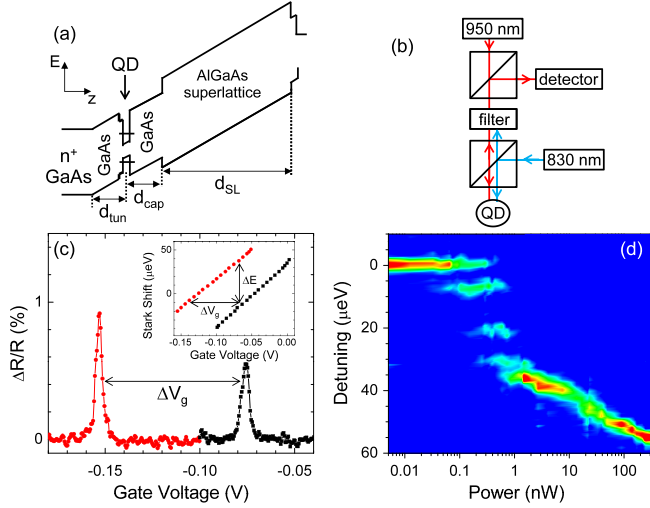 (a)
E
z
QD
AlGaAs
superlattice
GaAs
GaAs
n+
GaAs
d_tun
d_cap
d_SL
(b)
950 nm
detector
filter
830 nm
QD
(c)
ΔR/R (%)
1
0
-0.15
-0.10
-0.05
Gate Voltage (V)
ΔVg
Stark Shift (μeV)
50
0
-0.15
-0.10
-0.05
0.00
Gate Voltage (V)
ΔE
ΔVg
(d)
Detuning (μeV)
0
20
40
60
0.01
0.1
1
10
100
Power (nW)